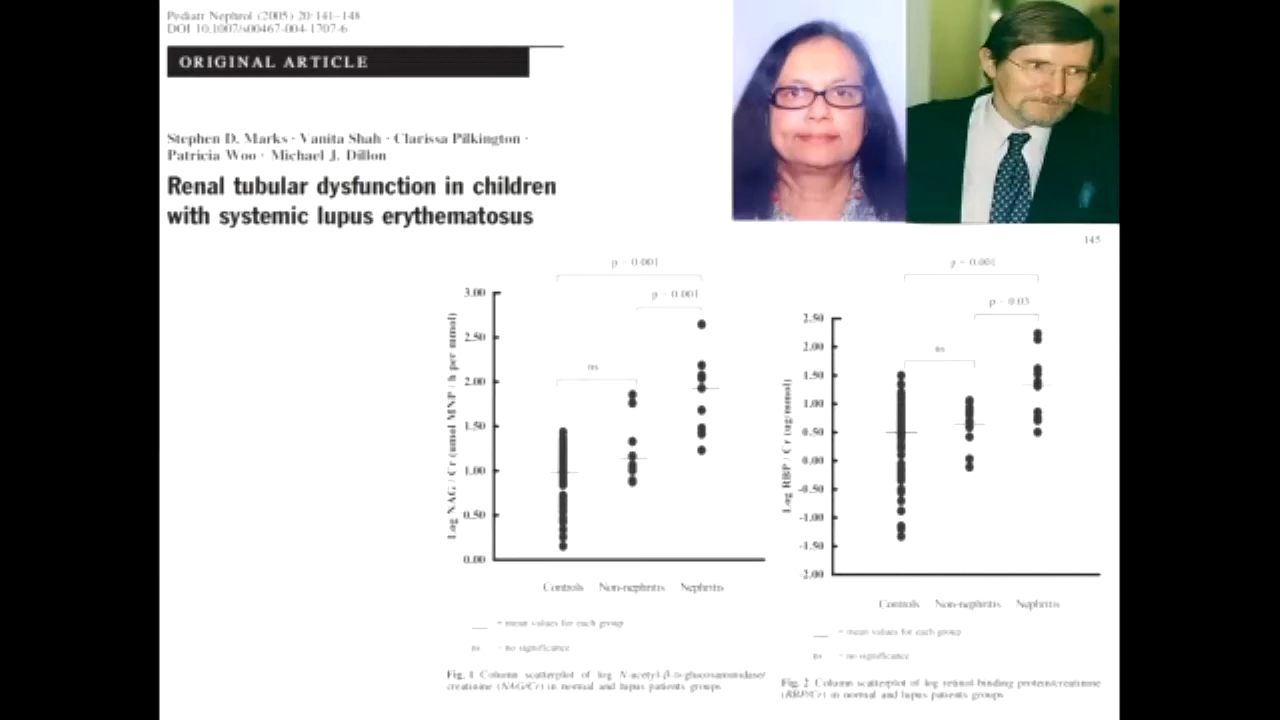 Pediatr Nephrol (2005) 20:141–148
DOI 10.1007/s00467-004-1707-6
ORIGINAL ARTICLE
Stephen D. Marks · Vanita Shah · Clarissa Pilkington ·
Patricia Woo · Michael J. Dillon
Renal tubular dysfunction in children
with systemic lupus erythematosus
145
p = 0.001
p = 0.001
ns
Log NAG / Cr (umol MNP / h per mmol)
3.00
2.50
2.00
1.50
1.00
0.50
0.00
Controls Non-nephritis Nephritis
= mean values for each group
ns = no significance
Fig. 1 Column scatterplot of log N-acetyl-β-D-glucosaminidase/
creatinine (NAG/Cr) in normal and lupus patients groups
p = 0.001
p = 0.03
ns
Log RBP / Cr (ug/mmol)
2.50
2.00
1.50
1.00
0.50
0.00
-0.50
-1.00
-1.50
-2.00
Controls Non-nephritis Nephritis
= mean values for each group
ns = no significance
Fig. 2 Column scatterplot of log retinol-binding protein/creatinine
(RBP/Cr) in normal and lupus patients groups